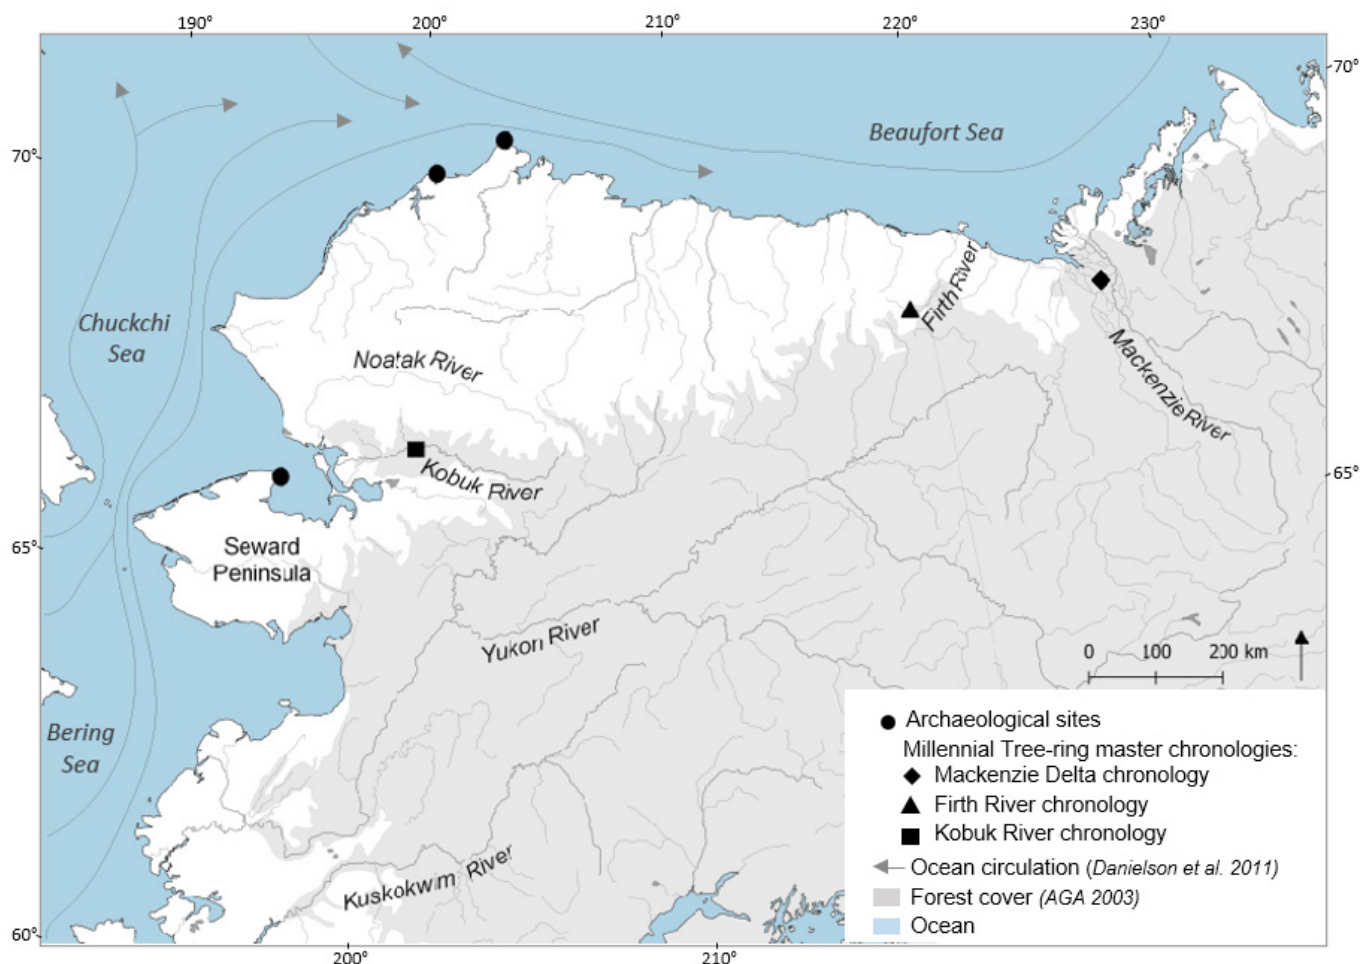 190°
200°
210°
220°
230°
70°
70°
Beaufort Sea
Chuckchi
Sea
Firth River
Noatak River
Mackenzie River
Kobuk River
65°
65°
Seward
Peninsula
Yukon River
0 100 200 km
Bering
Sea
Kuskokwim River
60°
200°
210°
Archaeological sites
Millennial Tree-ring master chronologies:
Mackenzie Delta chronology
Firth River chronology
Kobuk River chronology
Ocean circulation (Danielson et al. 2011)
Forest cover (AGA 2003)
Ocean